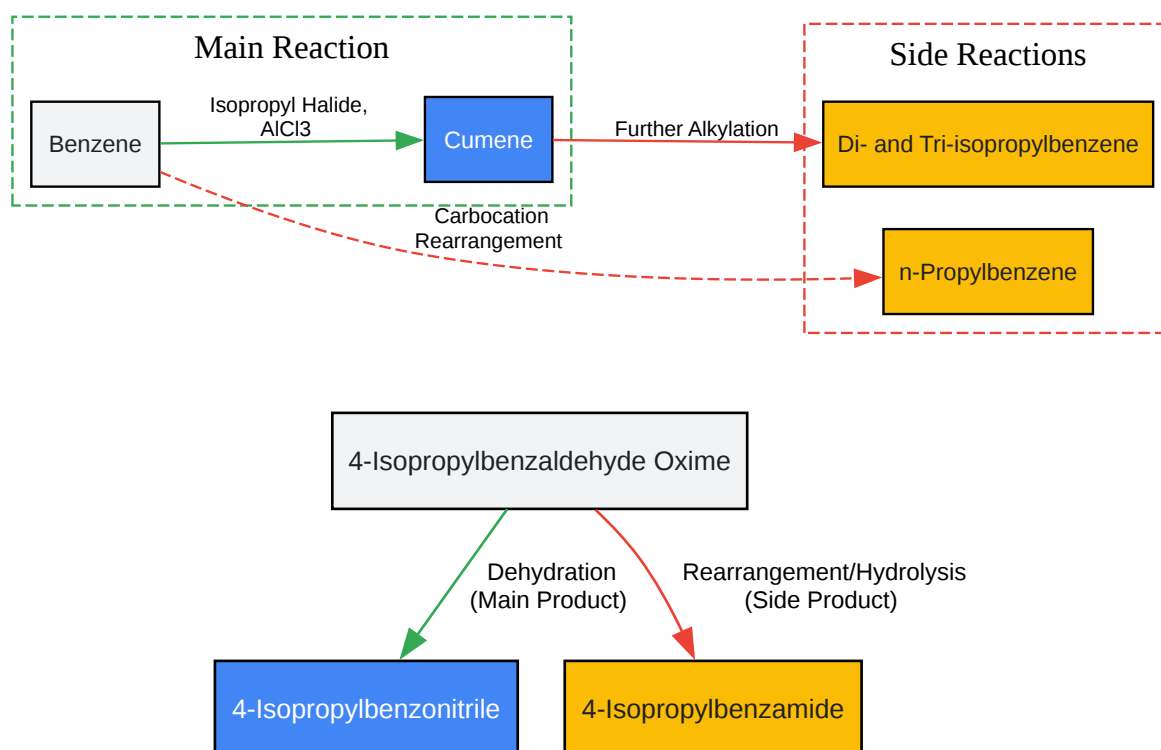 Main Reaction
Side Reactions
Benzene
Isopropyl Halide,
AlCl3
Cumene
Further Alkylation
Di- and Tri-isopropylbenzene
Carbocation
Rearrangement
n-Propylbenzene
4-Isopropylbenzaldehyde Oxime
Dehydration
(Main Product)
Rearrangement/Hydrolysis
(Side Product)
4-Isopropylbenzonitrile
4-Isopropylbenzamide